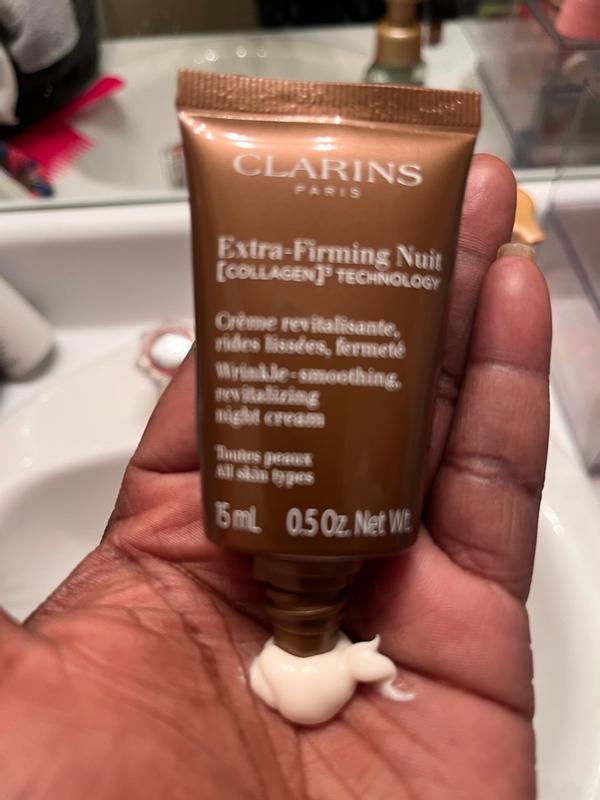 CLARINS
PARIS
Extra-Firming Nuit
[COLLAGEN]³ TECHNOLOGY
Crème revitalisante,
rides lissées, fermeté
Wrinkle-smoothing,
revitalizing
night cream
Toutes peaux
All skin types
15 mL 0.5 Oz. Net Wt.